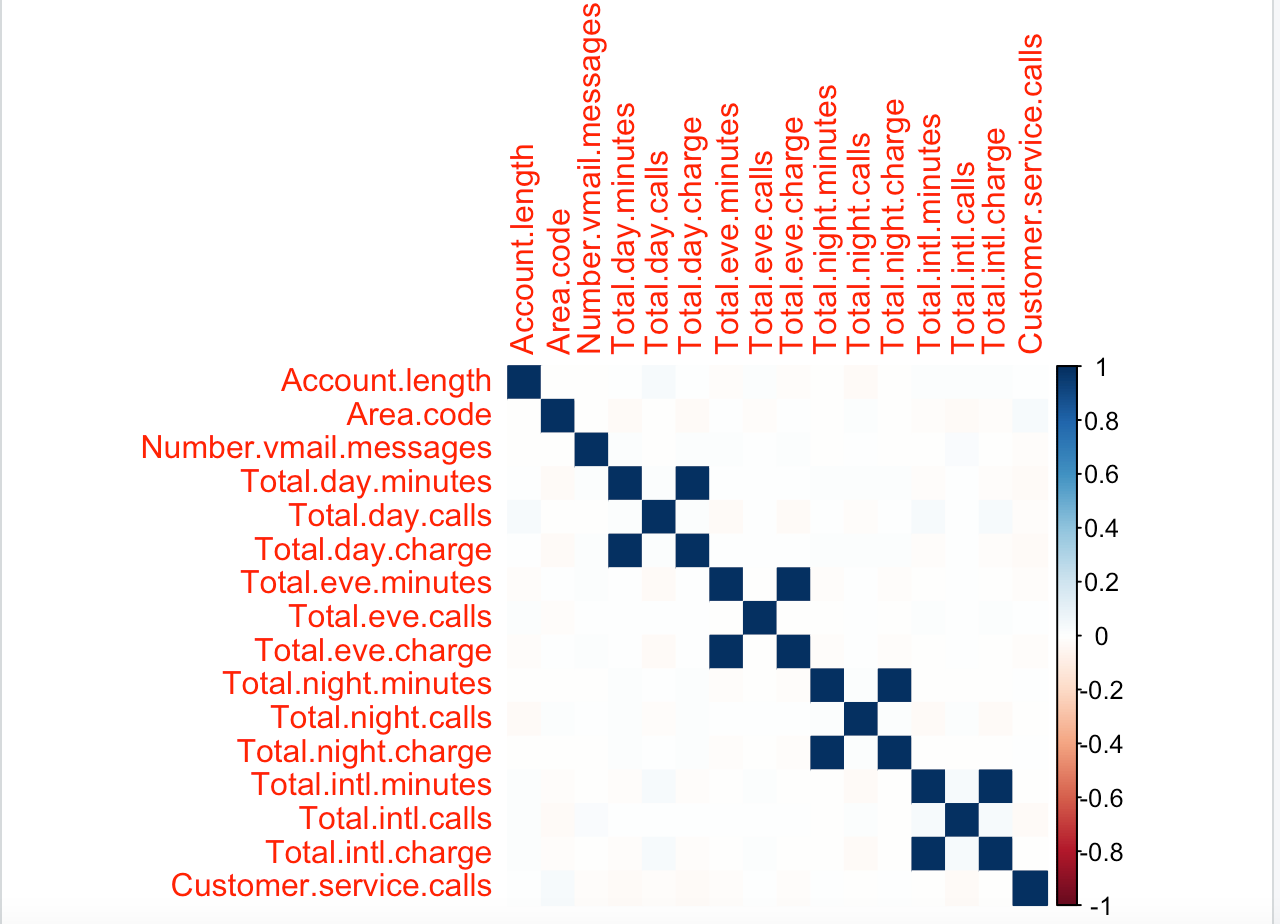 Account.length
Area.code
Number.vmail.messages
Total.day.minutes
Total.day.calls
Total.day.charge
Total.eve.minutes
Total.eve.calls
Total.eve.charge
Total.night.minutes
Total.night.calls
Total.night.charge
Total.intl.minutes
Total.intl.calls
Total.intl.charge
Customer.service.calls
Account.length
Area.code
Number.vmail.messages
Total.day.minutes
Total.day.calls
Total.day.charge
Total.eve.minutes
Total.eve.calls
Total.eve.charge
Total.night.minutes
Total.night.calls
Total.night.charge
Total.intl.minutes
Total.intl.calls
Total.intl.charge
Customer.service.calls
1
0.8
0.6
0.4
0.2
0
-0.2
-0.4
-0.6
-0.8
-1